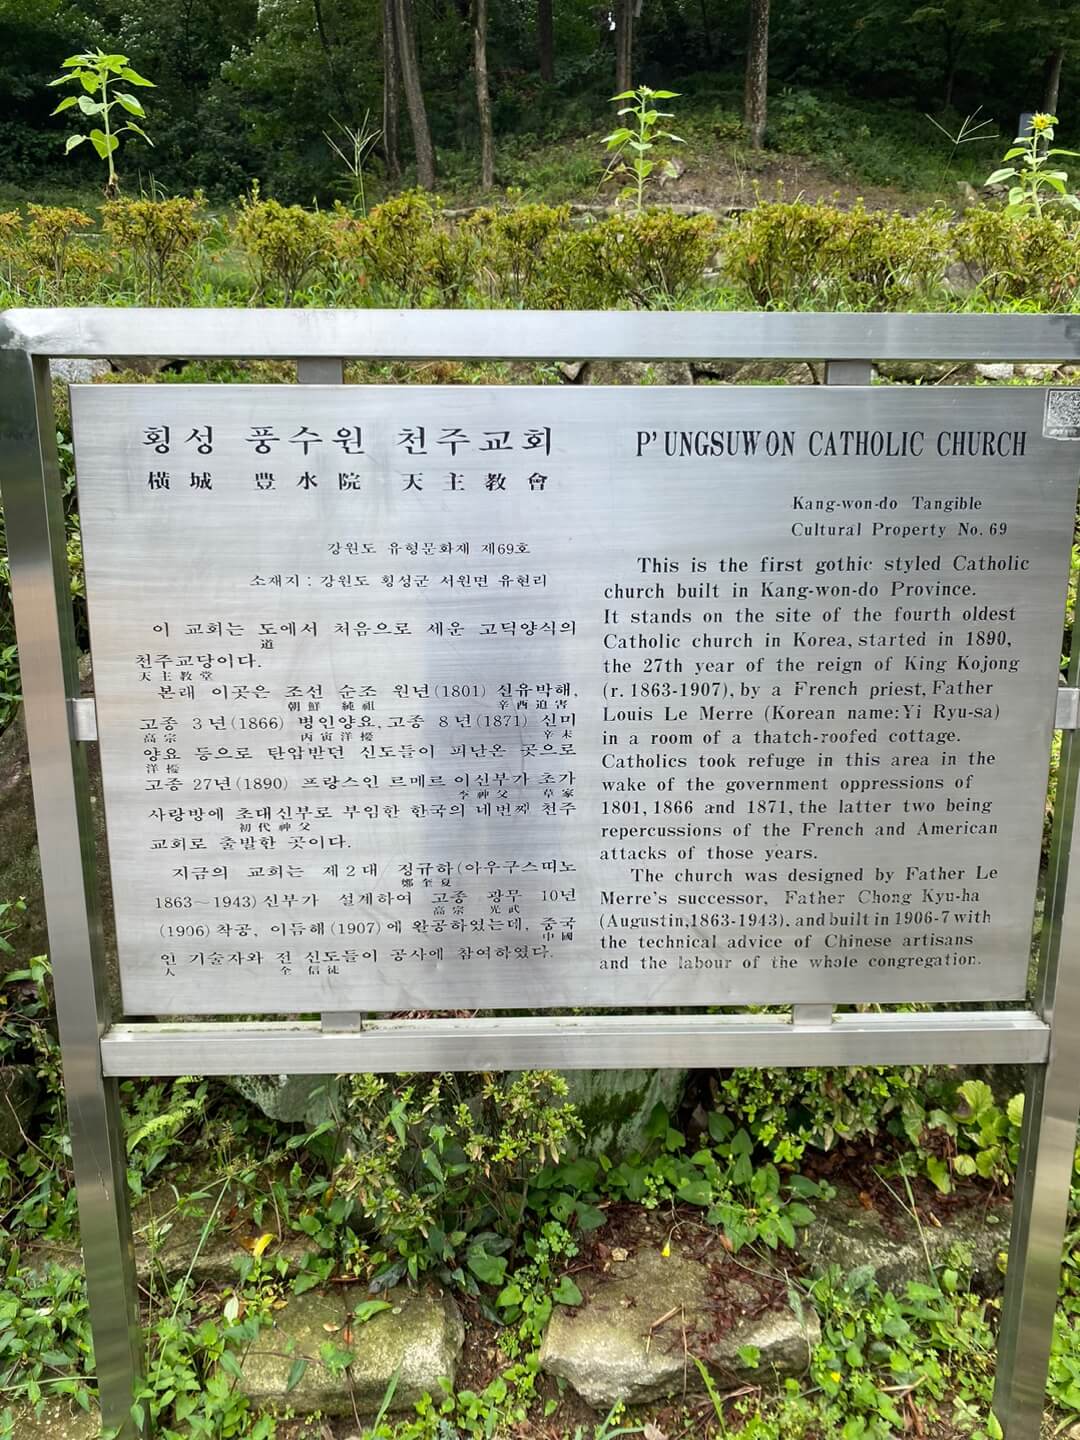 횡성 풍수원 천주교회
橫城 豊水院 天主敎會
강원도 유형문화재 제69호
소재지 : 강원도 횡성군 서원면 유현리
이 교회는 도에서 처음으로 세운 고딕양식의
道
천주교당이다.
天主敎堂
본래 이곳은 조선 순조 원년(1801) 신유박해,
朝鮮 純祖 辛酉迫害
고종 3년(1866) 병인양요, 고종 8년(1871) 신미
高宗 丙寅洋擾 辛未
양요 등으로 탄압받던 신도들이 피난온 곳으로
洋擾
고종 27년(1890) 프랑스인 르메르 이신부가 초가
李神父 草家
사랑방에 초대신부로 부임한 한국의 네번째 천주
初代神父
교회로 출발한 곳이다.
지금의 교회는 제2대 정규하(아우구스띠노
鄭奎夏
1863~1943)신부가 설계하여 고종 광무 10년
高宗 光武
(1906)착공, 이듬해(1907)에 완공하였는데, 중국
中國
인 기술자와 전 신도들이 공사에 참여하였다.
人 全 信徒
P'UNGSUWON CATHOLIC CHURCH
Kang-won-do Tangible
Cultural Property No. 69
This is the first gothic styled Catholic
church built in Kang-won-do Province.
It stands on the site of the fourth oldest
Catholic church in Korea, started in 1890,
the 27th year of the reign of King Kojong
(r. 1863-1907), by a French priest, Father
Louis Le Merre (Korean name: Yi Ryu-sa)
in a room of a thatch-roofed cottage.
Catholics took refuge in this area in the
wake of the government oppressions of
1801, 1866 and 1871, the latter two being
repercussions of the French and American
attacks of those years.
The church was designed by Father Le
Merre's successor, Father Chong Kyu-ha
(Augustin, 1863-1943), and built in 1906-7 with
the technical advice of Chinese artisans
and the labour of the whole congregation.